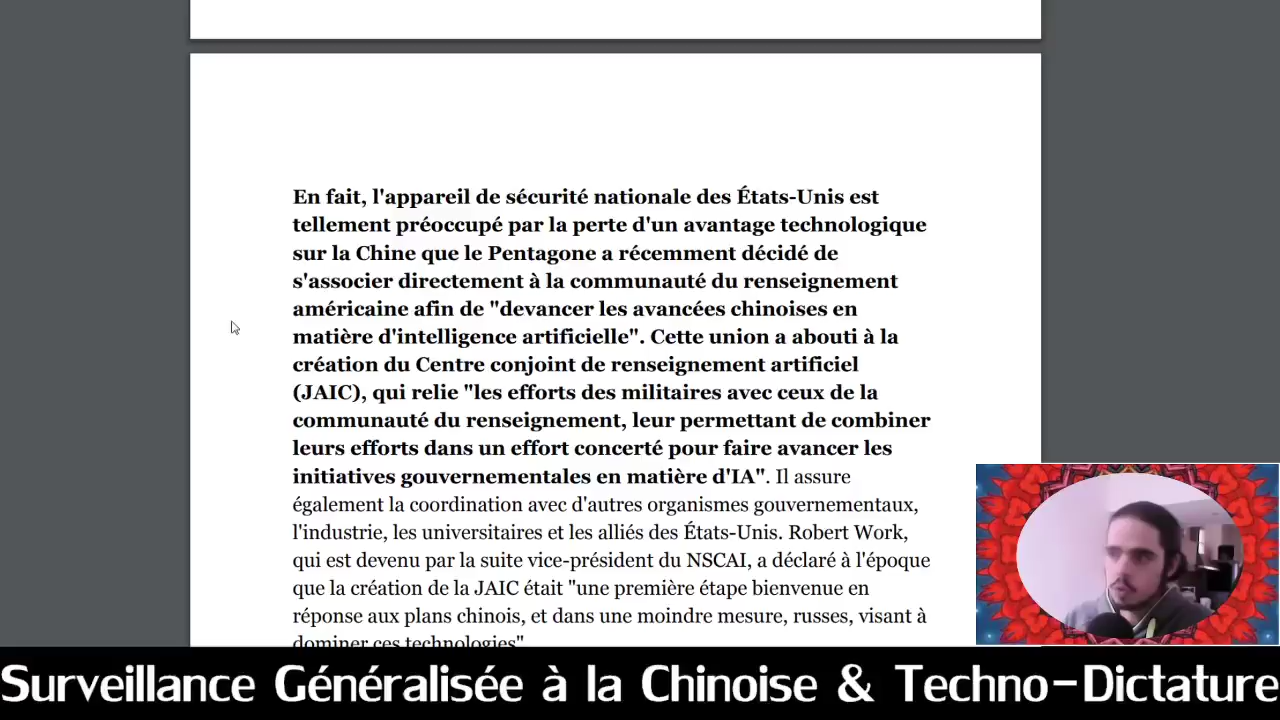 En fait, l'appareil de sécurité nationale des États-Unis est
tellement préoccupé par la perte d'un avantage technologique
sur la Chine que le Pentagone a récemment décidé de
s'associer directement à la communauté du renseignement
américaine afin de "devancer les avancées chinoises en
matière d'intelligence artificielle". Cette union a abouti à la
création du Centre conjoint de renseignement artificiel
(JAIC), qui relie "les efforts des militaires avec ceux de la
communauté du renseignement, leur permettant de combiner
leurs efforts dans un effort concerté pour faire avancer les
initiatives gouvernementales en matière d'IA". Il assure
également la coordination avec d'autres organismes gouvernementaux,
l'industrie, les universitaires et les alliés des États-Unis. Robert Work,
qui est devenu par la suite vice-président du NSCAI, a déclaré à l'époque
que la création de la JAIC était "une première étape bienvenue en
réponse aux plans chinois, et dans une moindre mesure, russes, visant à
dominer ces technologies".
Surveillance Généralisée à la Chinoise & Techno-Dictature